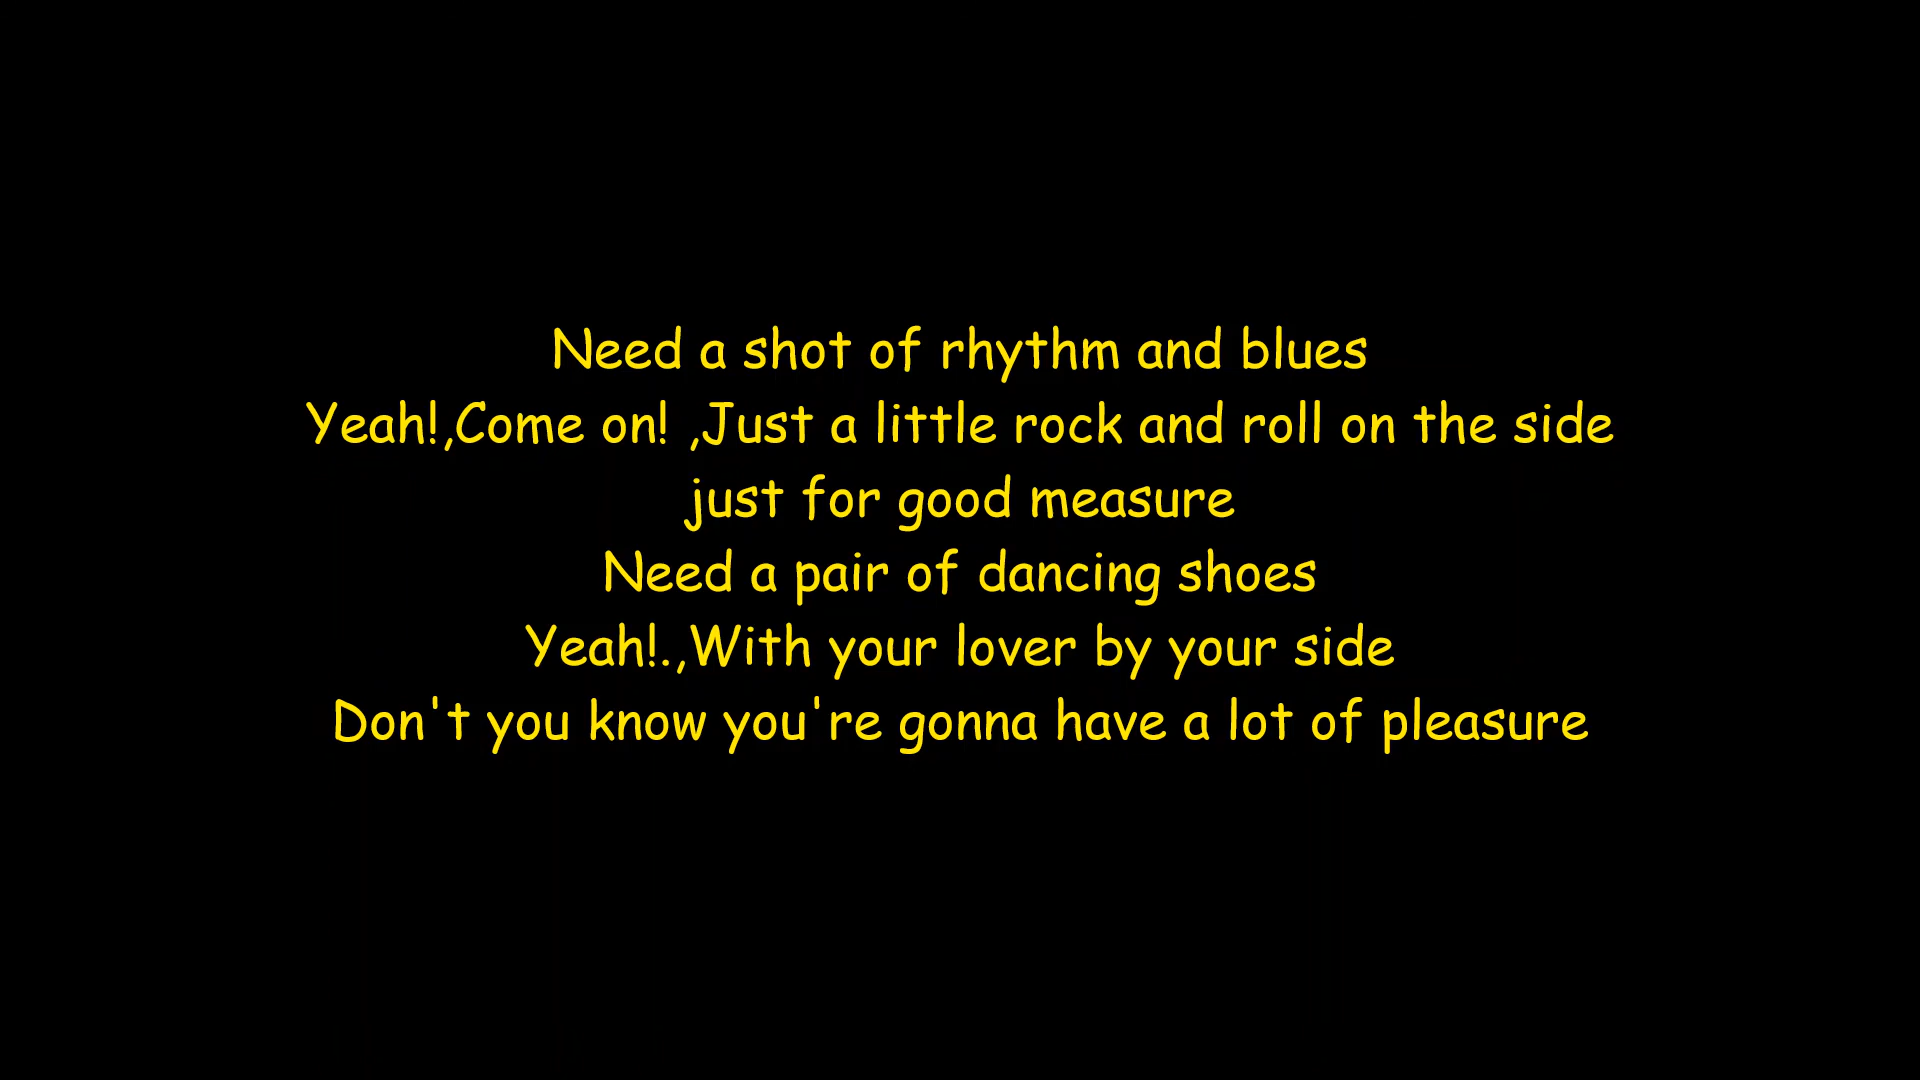 Need a shot of rhythm and blues
Yeah!,Come on! ,Just a little rock and roll on the side
just for good measure
Need a pair of dancing shoes
Yeah!.,With your lover by your side
Don't you know you're gonna have a lot of pleasure